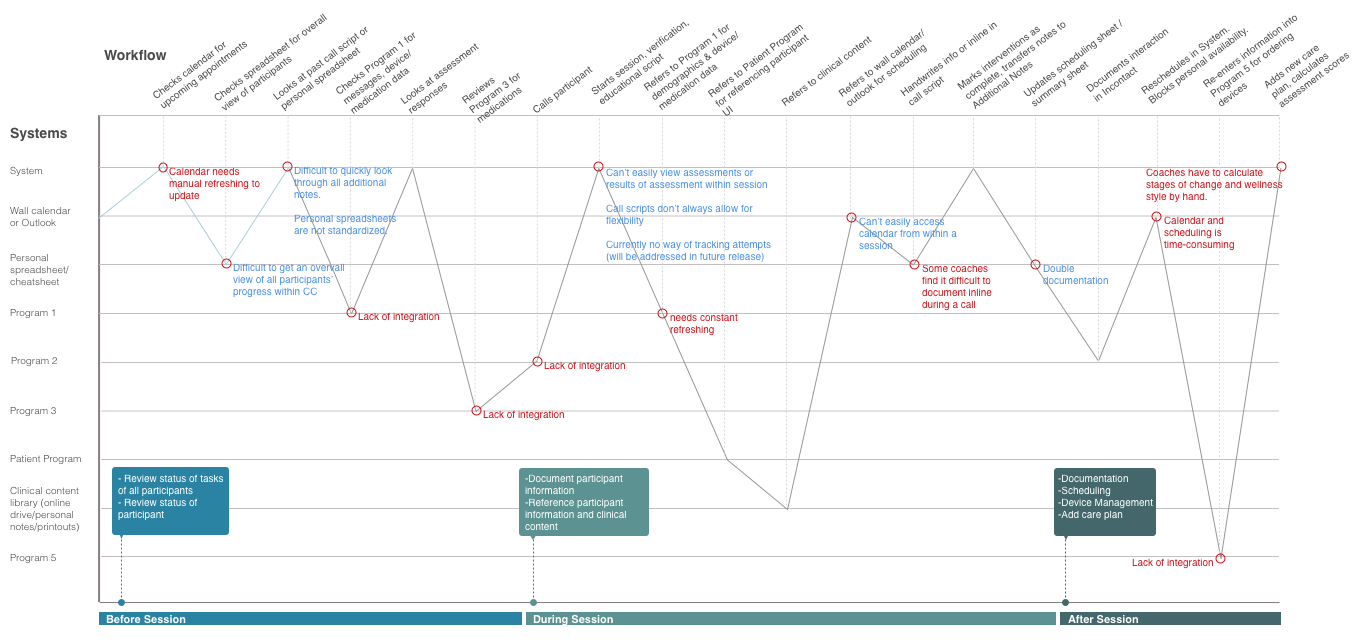 Workflow
Checks calendar for
upcoming appointments
Checks spreadsheet for overall
view of participants
Looks at past call script or
personal spreadsheet
Checks Program 1 for
messages, device/
medication data
Looks at assessment
responses
Reviews
Program 3 for
medications
Calls participant
Starts session, verification,
educational script
Refers to Program 1 for
demographics & device/
medication data
Refers to Patient Program
for referencing participant
UI
Refers to clinical content
Refers to wall calendar/
outlook for scheduling
Handwrites info or inline in
call script
Marks interventions as
complete, transfers notes to
Additional Notes
Updates scheduling sheet /
summary sheet
Documents interaction
in Incontact
Reschedules in System.
Blocks personal availability.
Re-enters information into
Program 5 for ordering
devices
Adds new care
plan, calculates
assessment scores
Systems
System
Wall calendar
or Outlook
Personal
spreadsheet/
cheatsheet
Program 1
Program 2
Program 3
Patient Program
Clinical content
library (online
drive/personal
notes/printouts)
Program 5
Calendar needs
manual refreshing to
update
Difficult to get an overvall
view of all participants'
progress within CC
Difficult to quickly look
through all additional
notes.
Personal spreadsheets
are not standardized.
Lack of integration
Lack of integration
Lack of integration
Can't easily view assessments or
results of assessment within session
Call scripts don't always allow for
flexibility
Currently no way of tracking attempts
(will be addressed in future release)
needs constant
refreshing
Can't easily access
calendar from within a
session
Some coaches
find it difficult to
document inline
during a call
Double
documentation
Coaches have to calculate
stages of change and wellness
style by hand.
Calendar and
scheduling is
time-consuming
Lack of integration
- Review status of tasks
of all participants
- Review status of
participant
-Document participant
information
-Reference participant
information and clinical
content
-Documentation
-Scheduling
-Device Management
-Add care plan
Before Session
During Session
After Session